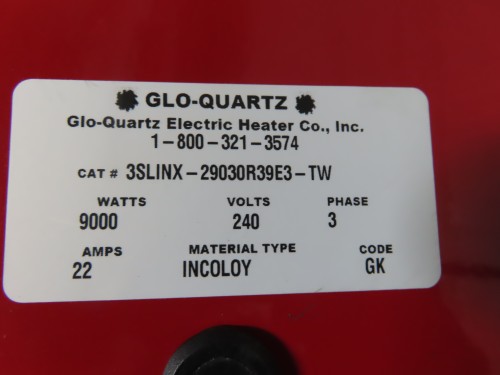 GLO-QUARTZ
Glo-Quartz Electric Heater Co., Inc.
1-800-321-3574
CAT # 3SLINX-29030R39E3-TW
WATTS VOLTS PHASE
9000 240 3
AMPS MATERIAL TYPE CODE
22 INCOLOY GK